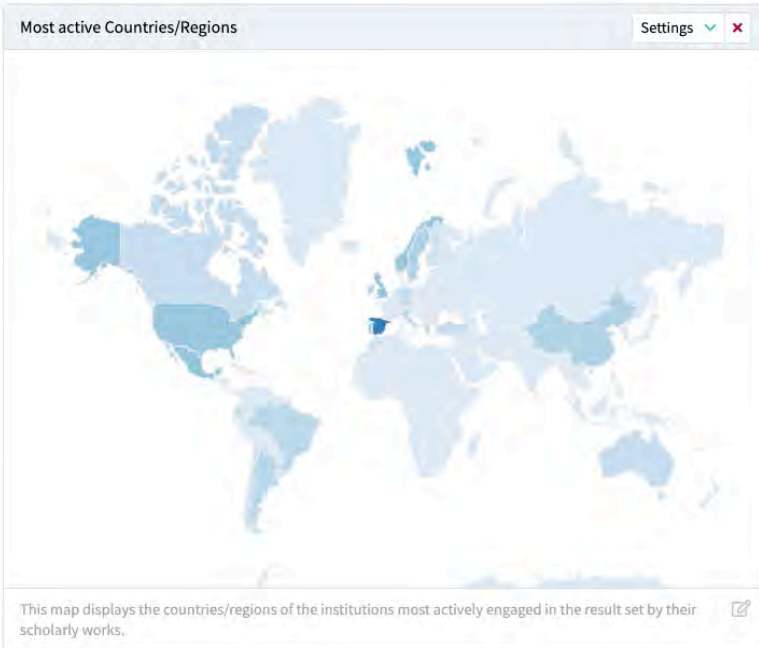 Most active Countries/Regions
Settings
This map displays the countries/regions of the institutions most actively engaged in the result set by their
scholarly works.